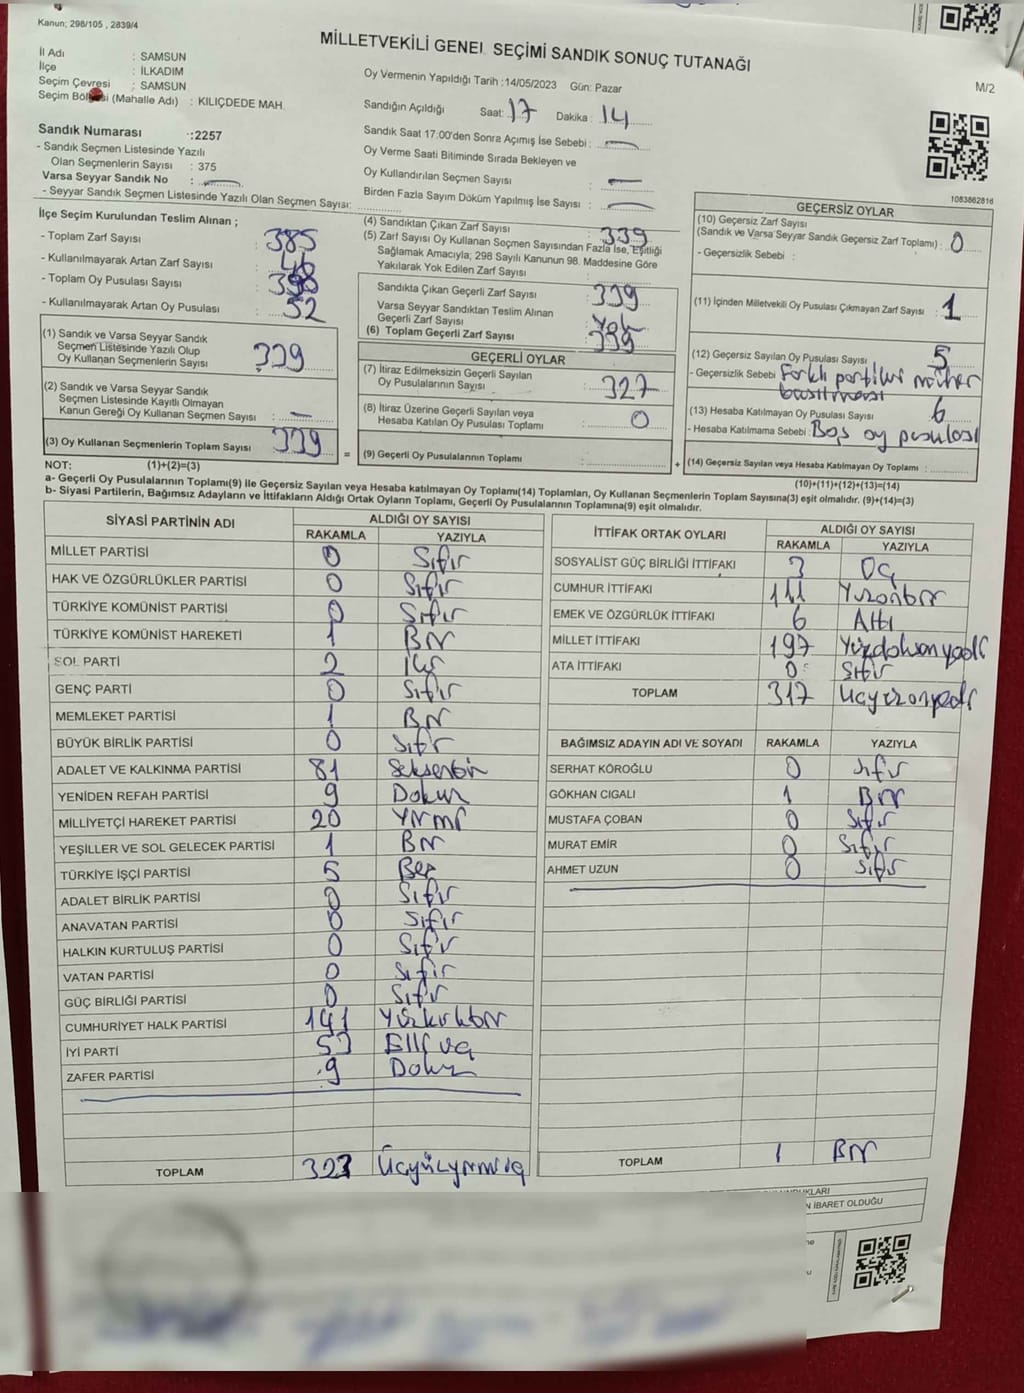 Kanun; 298/105 , 2839/4
MİLLETVEKİLİ GENEL SEÇİMİ SANDIK SONUÇ TUTANAĞI
M/2
İl Adı : SAMSUN
İlçe : İLKADIM
Seçim Çevresi : SAMSUN
Seçim Bölgesi (Mahalle Adı) : KILIÇDEDE MAH.
Oy Vermenin Yapıldığı Tarih :14/05/2023 Gün: Pazar
Sandığın Açıldığı Saat: 17 Dakika: 14
Sandık Saat 17:00'den Sonra Açımış İse Sebebi : —
Oy Verme Saati Bitiminde Sırada Bekleyen ve
Oy Kullandırılan Seçmen Sayısı : —
Birden Fazla Sayım Döküm Yapılmış İse Sayısı : —
Sandık Numarası :2257
- Sandık Seçmen Listesinde Yazılı
Olan Seçmenlerin Sayısı : 375
Varsa Seyyar Sandık No : —
- Seyyar Sandık Seçmen Listesinde Yazılı Olan Seçmen Sayısı:
1083862816
İlçe Seçim Kurulundan Teslim Alınan ;
- Toplam Zarf Sayısı : 385
- Kullanılmayarak Artan Zarf Sayısı : 46
- Toplam Oy Pusulası Sayısı : 398
- Kullanılmayarak Artan Oy Pusulası : 52
(1) Sandık ve Varsa Seyyar Sandık
Seçmen Listesinde Yazılı Olup
Oy Kullanan Seçmenlerin Sayısı : 339
(2) Sandık ve Varsa Seyyar Sandık
Seçmen Listesinde Kayıtlı Olmayan
Kanun Gereği Oy Kullanan Seçmen Sayısı : —
(3) Oy Kullanan Seçmenlerin Toplam Sayısı 339
(4) Sandıktan Çıkan Zarf Sayısı : 339
(5) Zarf Sayısı Oy Kullanan Seçmen Sayısından Fazla İse, Eşitliği
Sağlamak Amacıyla; 298 Sayılı Kanunun 98. Maddesine Göre
Yakılarak Yok Edilen Zarf Sayısı :
Sandıkta Çıkan Geçerli Zarf Sayısı : 339
Varsa Seyyar Sandıktan Teslim Alınan
Geçerli Zarf Sayısı : Yok
(6) Toplam Geçerli Zarf Sayısı : 339
GEÇERLİ OYLAR
(7) İtiraz Edilmeksizin Geçerli Sayılan
Oy Pusulalarının Sayısı : 327
(8) İtiraz Üzerine Geçerli Sayılan veya
Hesaba Katılan Oy Pusulası Toplamı : 0
= (9) Geçerli Oy Pusulalarının Toplamı :
GEÇERSİZ OYLAR
(10) Geçersiz Zarf Sayısı
(Sandık ve Varsa Seyyar Sandık Geçersiz Zarf Toplamı) : 0
- Geçersizlik Sebebi :
(11) İçinden Milletvekili Oy Pusulası Çıkmayan Zarf Sayısı : 1
(12) Geçersiz Sayılan Oy Pusulası Sayısı : 5
- Geçersizlik Sebebi : Farklı partilere mühür
basılması
(13) Hesaba Katılmayan Oy Pusulası Sayısı : 6
- Hesaba Katılmama Sebebi : Boş oy pusulası
+ (14) Geçersiz Sayılan veya Hesaba Katılmayan Oy Toplamı :
NOT: (1)+(2)=(3) (10)+(11)+(12)+(13)=(14)
a- Geçerli Oy Pusulalarının Toplamı(9) ile Geçersiz Sayılan veya Hesaba katılmayan Oy Toplamı(14) Toplamları, Oy Kullanan Seçmenlerin Toplam Sayısına(3) eşit olmalıdır. (9)+(14)=(3)
b- Siyasi Partilerin, Bağımsız Adayların ve İttifakların Aldığı Ortak Oyların Toplamı, Geçerli Oy Pusulalarının Toplamına(9) eşit olmalıdır.
SİYASİ PARTİNİN ADI ALDIĞI OY SAYISI
RAKAMLA YAZIYLA
MİLLET PARTİSİ 0 Sıfır
HAK VE ÖZGÜRLÜKLER PARTİSİ 0 Sıfır
TÜRKİYE KOMÜNİST PARTİSİ 0 Sıfır
TÜRKİYE KOMÜNİST HAREKETİ 1 Bir
SOL PARTİ 2 İki
GENÇ PARTİ 0 Sıfır
MEMLEKET PARTİSİ 1 Bir
BÜYÜK BİRLİK PARTİSİ 0 Sıfır
ADALET VE KALKINMA PARTİSİ 81 Seksenbir
YENİDEN REFAH PARTİSİ 9 Dokuz
MİLLİYETÇİ HAREKET PARTİSİ 20 Yirmi
YEŞİLLER VE SOL GELECEK PARTİSİ 1 Bir
TÜRKİYE İŞÇİ PARTİSİ 5 Beş
ADALET BİRLİK PARTİSİ 0 Sıfır
ANAVATAN PARTİSİ 0 Sıfır
HALKIN KURTULUŞ PARTİSİ 0 Sıfır
VATAN PARTİSİ 0 Sıfır
GÜÇ BİRLİĞİ PARTİSİ 0 Sıfır
CUMHURİYET HALK PARTİSİ 141 Yüzkırkbir
İYİ PARTİ 53 Elliüç
ZAFER PARTİSİ 9 Dokuz
TOPLAM 323 Üçyüzyirmiüç
İTTİFAK ORTAK OYLARI ALDIĞI OY SAYISI
RAKAMLA YAZIYLA
SOSYALİST GÜÇ BİRLİĞİ İTTİFAKI 3 Üç
CUMHUR İTTİFAKI 111 Yüzonbir
EMEK VE ÖZGÜRLÜK İTTİFAKI 6 Altı
MİLLET İTTİFAKI 197 Yüzdoksanyedi
ATA İTTİFAKI 0 Sıfır
TOPLAM 317 Üçyüzonyedi
BAĞIMSIZ ADAYIN ADI VE SOYADI RAKAMLA YAZIYLA
SERHAT KÖROĞLU 0 Sıfır
GÖKHAN CIGALI 1 Bir
MUSTAFA ÇOBAN 0 Sıfır
MURAT EMİR 0 Sıfır
AHMET UZUN 0 Sıfır
TOPLAM 1 Bir
N İBARET OLDUĞU